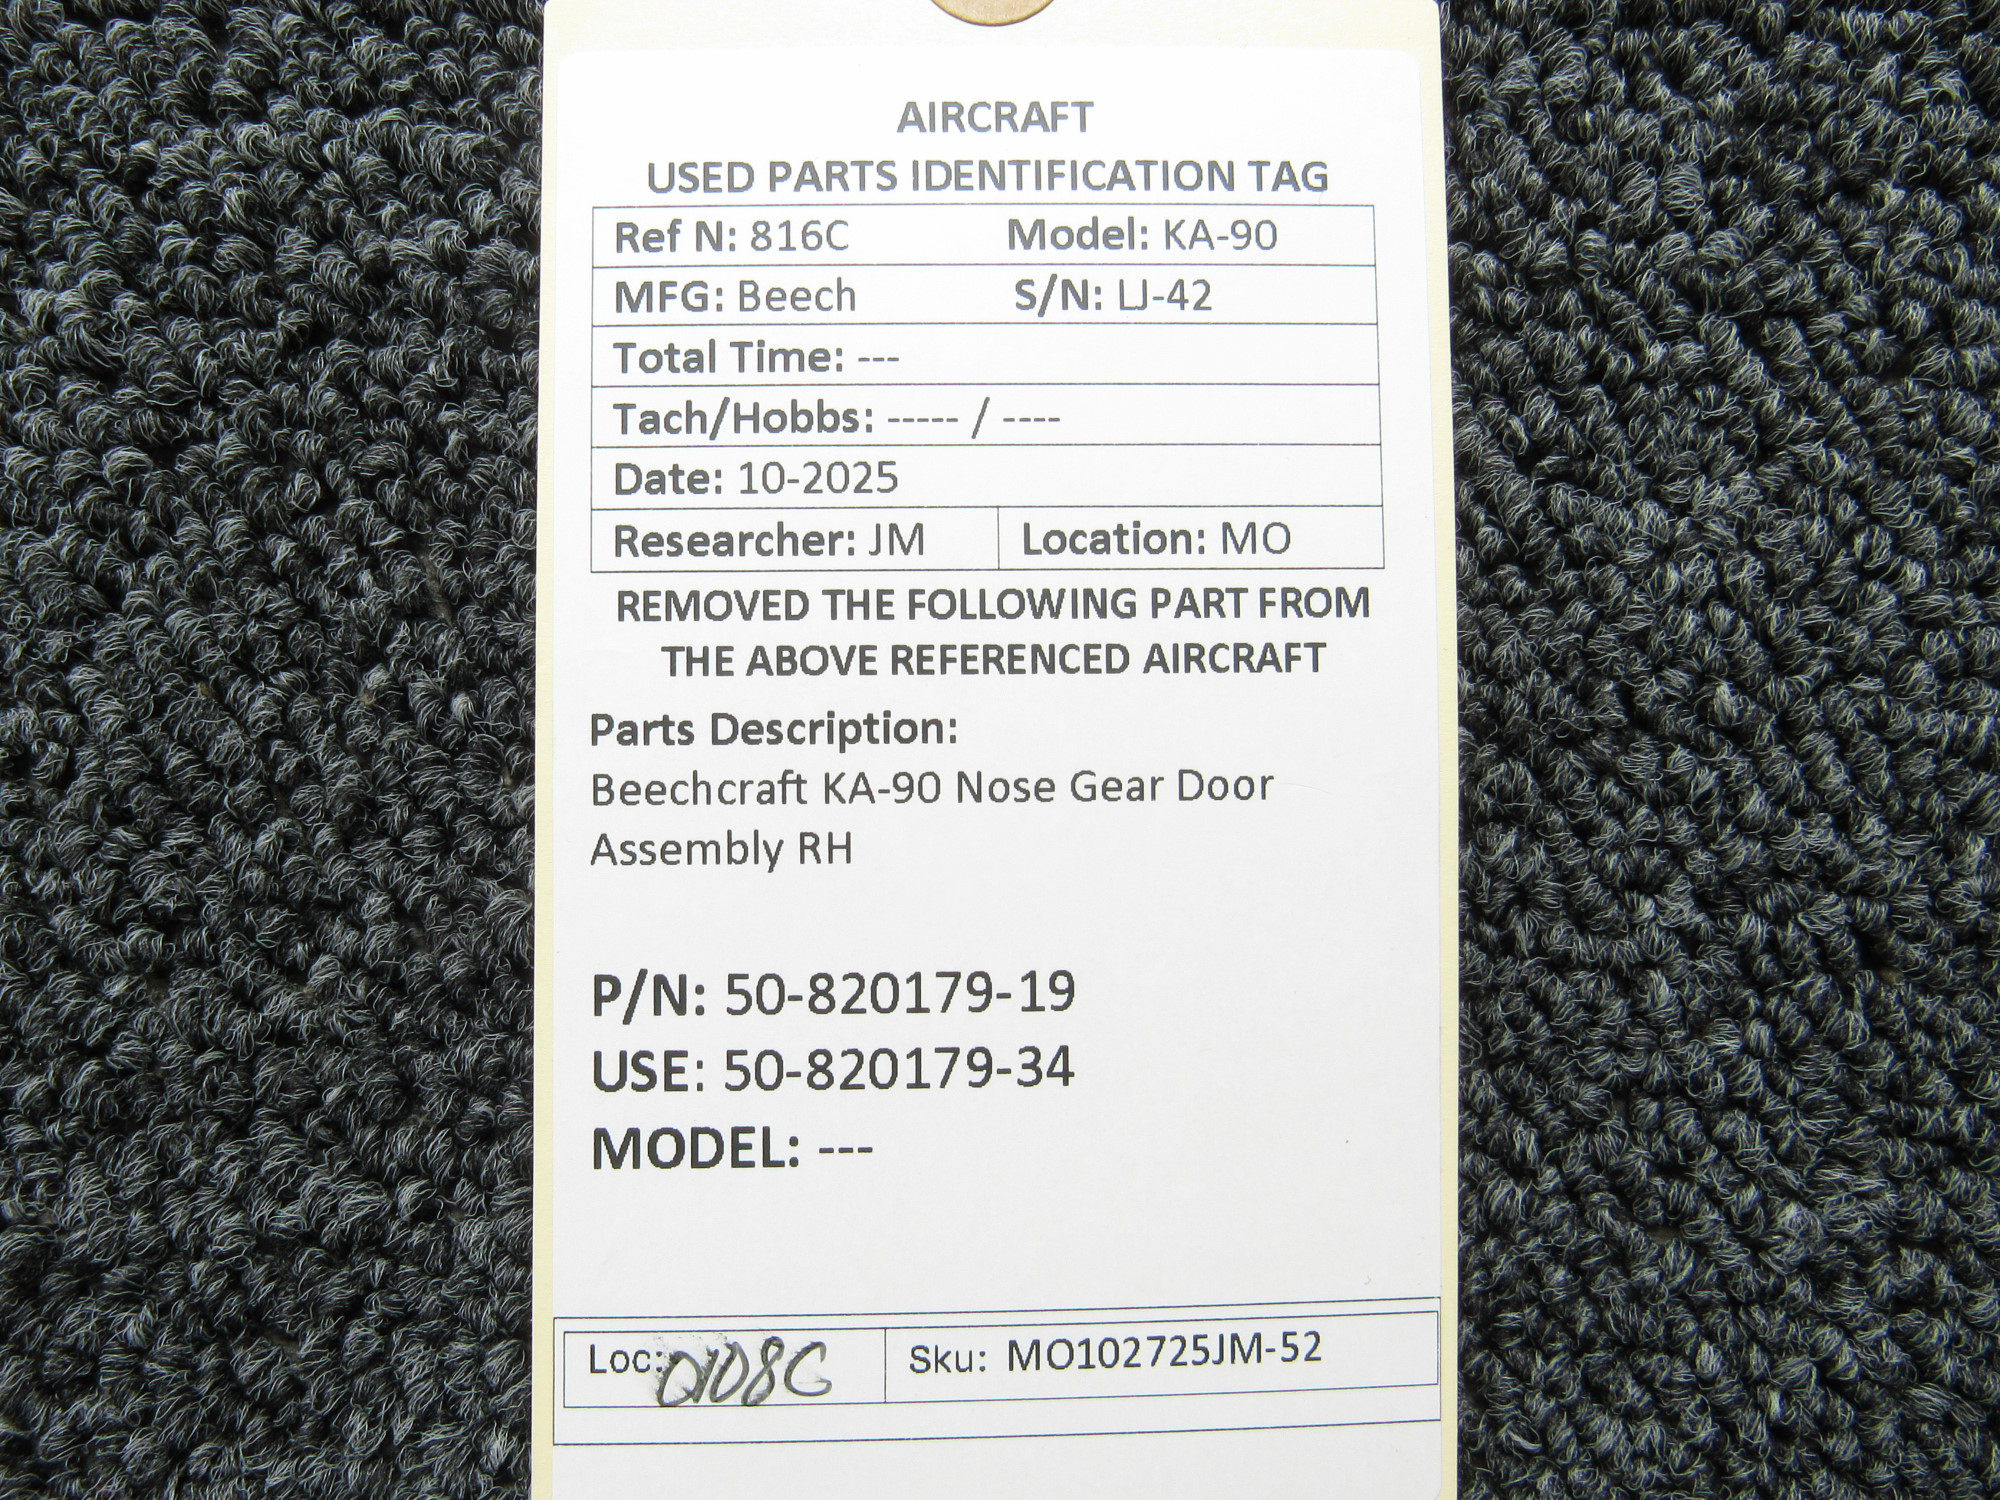 AIRCRAFT
USED PARTS IDENTIFICATION TAG
Ref N: 816C Model: KA-90
MFG: Beech S/N: LJ-42
Total Time: ---
Tach/Hobbs: ----- / ----
Date: 10-2025
Researcher: JM Location: MO
REMOVED THE FOLLOWING PART FROM
THE ABOVE REFERENCED AIRCRAFT
Parts Description:
Beechcraft KA-90 Nose Gear Door
Assembly RH
P/N: 50-820179-19
USE: 50-820179-34
MODEL: ---
Loc: Sku: MO102725JM-52